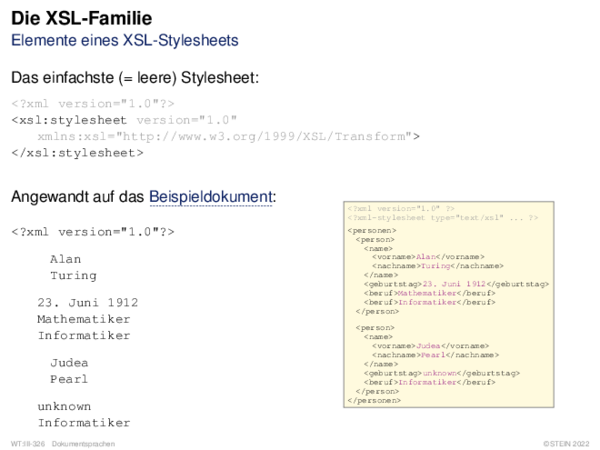 Die XSL-Familie
Elemente eines XSL-Stylesheets
Das einfachste (= leere) Stylesheet:
<?xml version="1.0"?>
<xsl:stylesheet version="1.0"
xmlns:xsl="http://www.w3.org/1999/XSL/Transform">
</xsl:stylesheet>
Angewandt auf das Beispieldokument:
<?xml version="1.0"?>
Alan
Turing
23. Juni 1912
Mathematiker
Informatiker
Judea
Pearl
unknown
Informatiker
<?xml version="1.0" ?>
<?xml-stylesheet type="text/xsl" ... ?>
<personen>
<person>
<name>
<vorname>Alan</vorname>
<nachname>Turing</nachname>
</name>
<geburtstag>23. Juni 1912</geburtstag>
<beruf>Mathematiker</beruf>
<beruf>Informatiker</beruf>
</person>
<person>
<name>
<vorname>Judea</vorname>
<nachname>Pearl</nachname>
</name>
<geburtstag>unknown</geburtstag>
<beruf>Informatiker</beruf>
</person>
</personen>
WT:III-326 Dokumentsprachen
©STEIN 2022